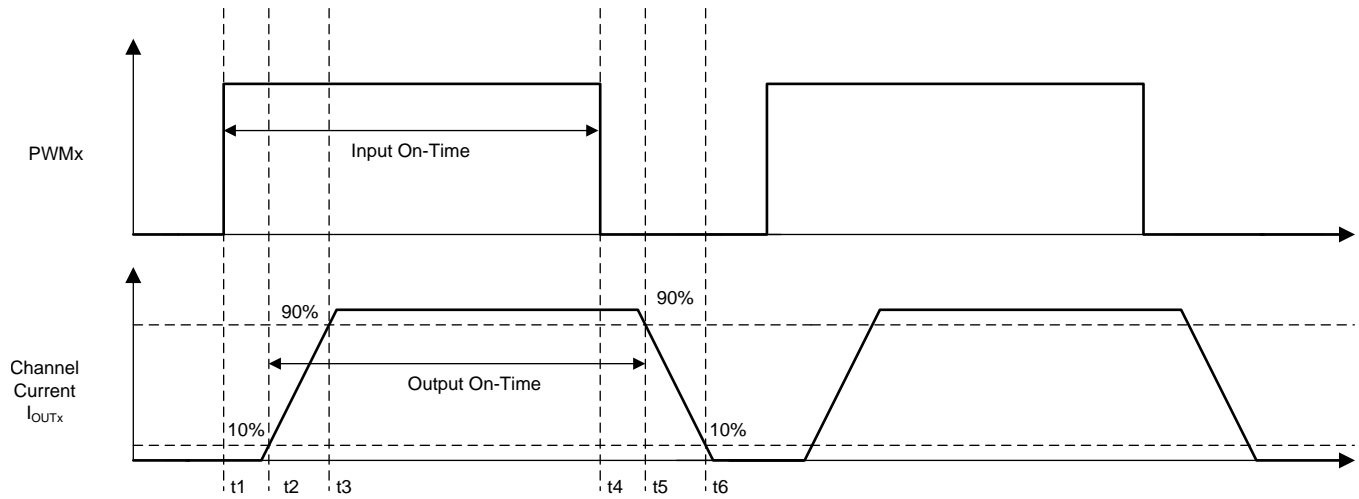 PWMx
Input On-Time
90%
90%
Channel
Current
IOUTx
Output On-Time
10%
10%
t1
t2
t3
t4
t5
t6